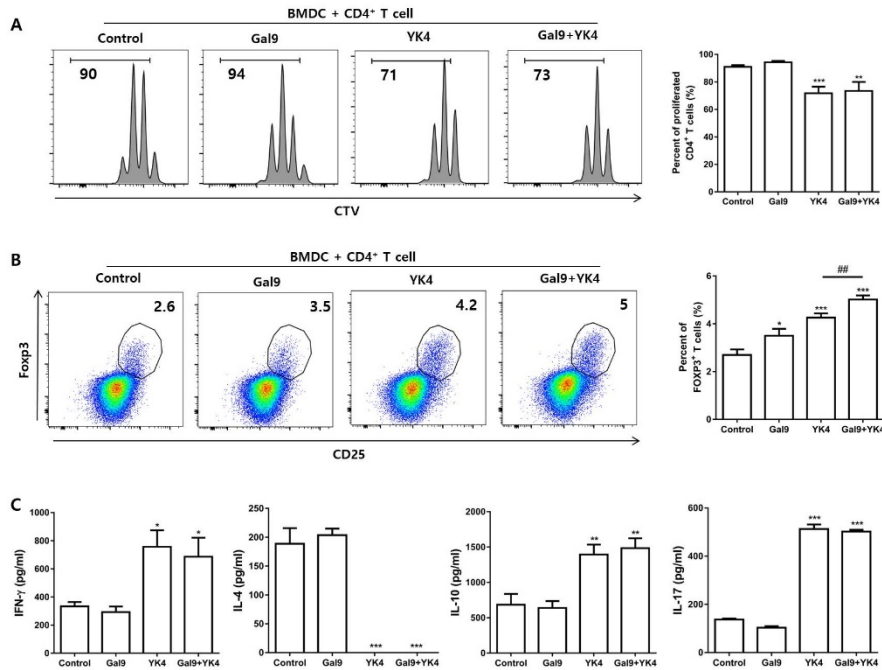 A
BMDC + CD4⁺ T cell
Control
Gal9
YK4
Gal9+YK4
90
94
71
73
CTV
Percent of proliferated
CD4⁺ T cells (%)
100
80
60
40
20
0
**
***
Control
Gal9
YK4
Gal9+YK4
B
BMDC + CD4⁺ T cell
Control
Gal9
YK4
Gal9+YK4
2.6
3.5
4.2
5
Foxp3
CD25
Percent of
FOXP3⁺ T cells (%)
6
4
2
0
*
***
##
***
Control
Gal9
YK4
Gal9+YK4
C
IFN-γ (pg/ml)
1000
800
600
400
200
0
*
*
Control
Gal9
YK4
Gal9+YK4
IL-4 (pg/ml)
250
200
150
100
50
0
***
***
Control
Gal9
YK4
Gal9+YK4
IL-10 (pg/ml)
2000
1500
1000
500
0
**
**
Control
Gal9
YK4
Gal9+YK4
IL-17 (pg/ml)
600
400
200
0
***
***
Control
Gal9
YK4
Gal9+YK4